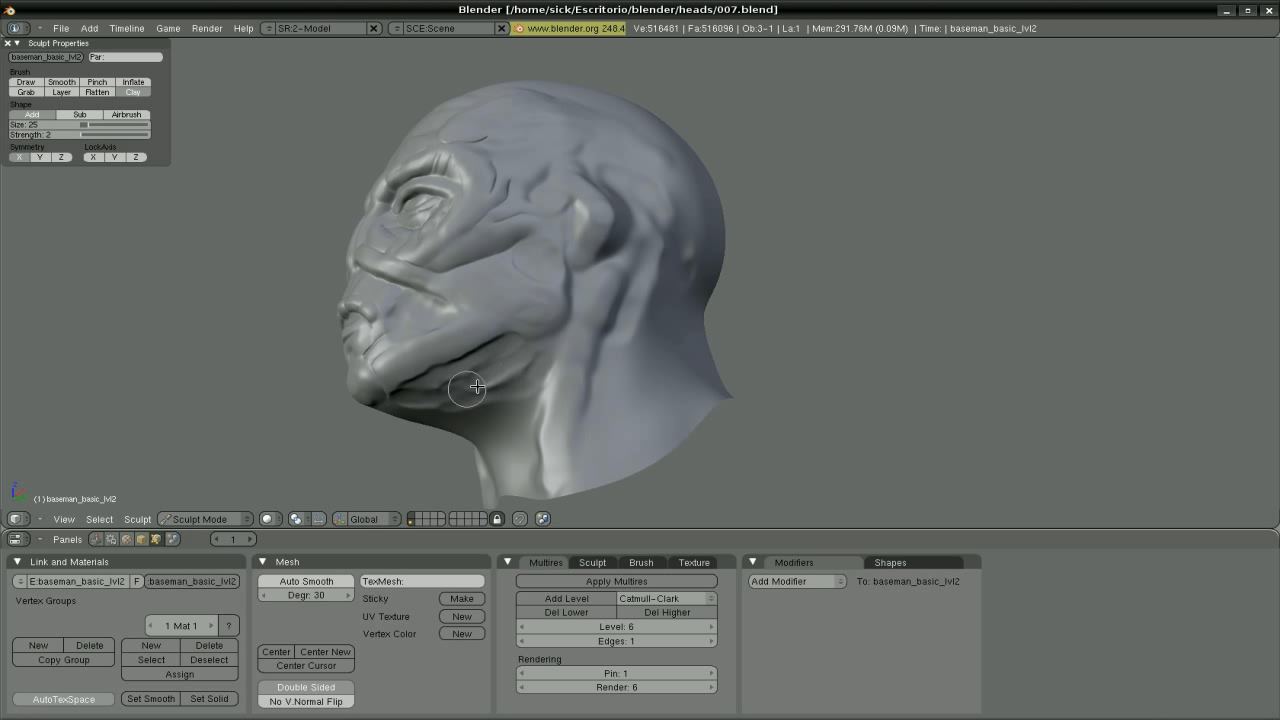 Blender [/home/sick/Escritorio/blender/heads/007.blend]
File Add Timeline Game Render Help SR:2-Model SCE:Scene www.blender.org 248.4 Ve:516481 | Fa:516096 | Ob:3-1 | La:1 | Mem:291.76M (0.09M) | Time: | baseman_basic_lvl2
Sculpt Properties
baseman_basic_lvl2 Par:
Brush
Draw Smooth Pinch Inflate
Grab Layer Flatten Clay
Shape
Add Sub Airbrush
Size: 25
Strength: 2
Symmetry LockAxis
X Y Z X Y Z
(1) baseman_basic_lvl2
View Select Sculpt Sculpt Mode Global
Panels 1
Link and Materials
E:baseman_basic_lvl2 F :baseman_basic_lvl2
Vertex Groups
1 Mat 1 ?
New Delete New Delete
Copy Group Select Deselect
Assign
AutoTexSpace Set Smooth Set Solid
Mesh
Auto Smooth TexMesh:
Degr: 30 Sticky Make
UV Texture New
Vertex Color New
Center Center New
Center Cursor
Double Sided
No V.Normal Flip
Multires Sculpt Brush Texture
Apply Multires
Add Level Catmull-Clark
Del Lower Del Higher
Level: 6
Edges: 1
Rendering
Pin: 1
Render: 6
Modifiers Shapes
Add Modifier To: baseman_basic_lvl2